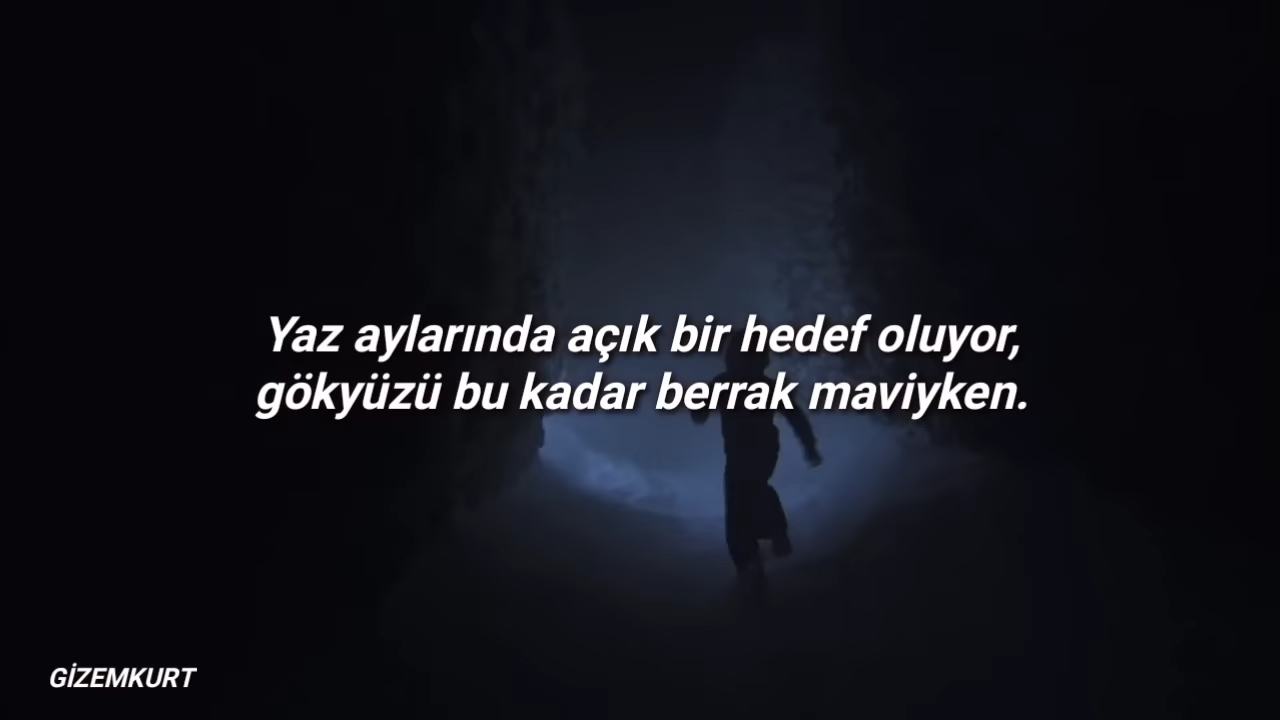 Yaz aylarında açık bir hedef oluyor,
gökyüzü bu kadar berrak maviyken.
GİZEMKURT